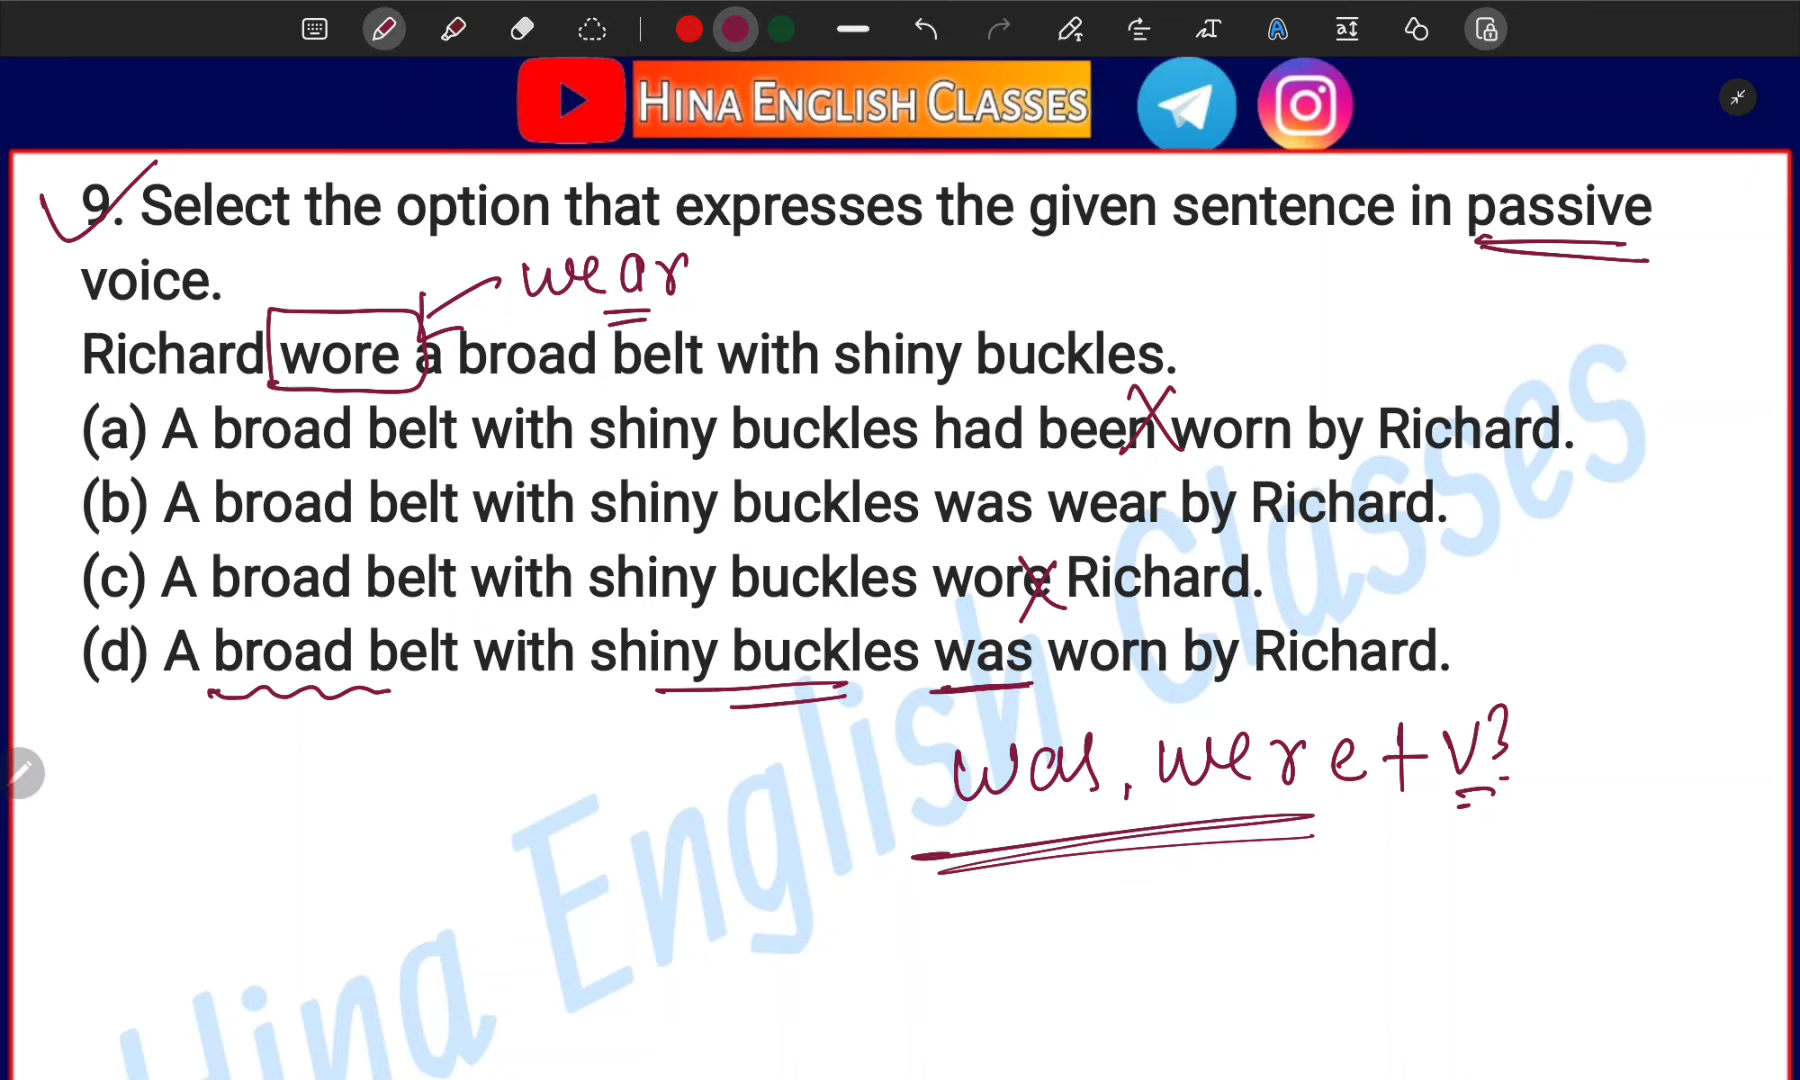 HINA ENGLISH CLASSES
9. Select the option that expresses the given sentence in passive
voice.
wear
Richard wore a broad belt with shiny buckles.
(a) A broad belt with shiny buckles had been worn by Richard.
(b) A broad belt with shiny buckles was wear by Richard.
(c) A broad belt with shiny buckles wore Richard.
(d) A broad belt with shiny buckles was worn by Richard.
was, were + V3
Hina English Classes